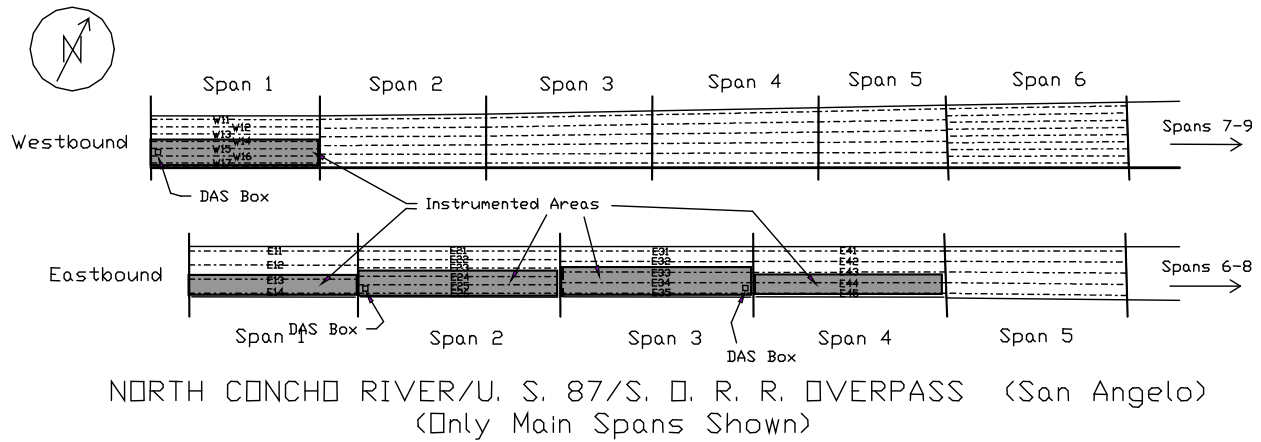 N
Span 1
Span 2
Span 3
Span 4
Span 5
Span 6
Westbound
W11
W12
W13
W14
W15
W16
W17
Spans 7-9
DAS Box
Instrumented Areas
Eastbound
E11
E12
E13
E14
E21
E24
E31
E32
E33
E34
E35
E41
E42
E43
E44
E45
Spans 6-8
Span 1
DAS Box
Span 2
Span 3
DAS Box
Span 4
Span 5
NORTH CONCHO RIVER/U. S. 87/S. O. R. R. OVERPASS (San Angelo)
(Only Main Spans Shown)